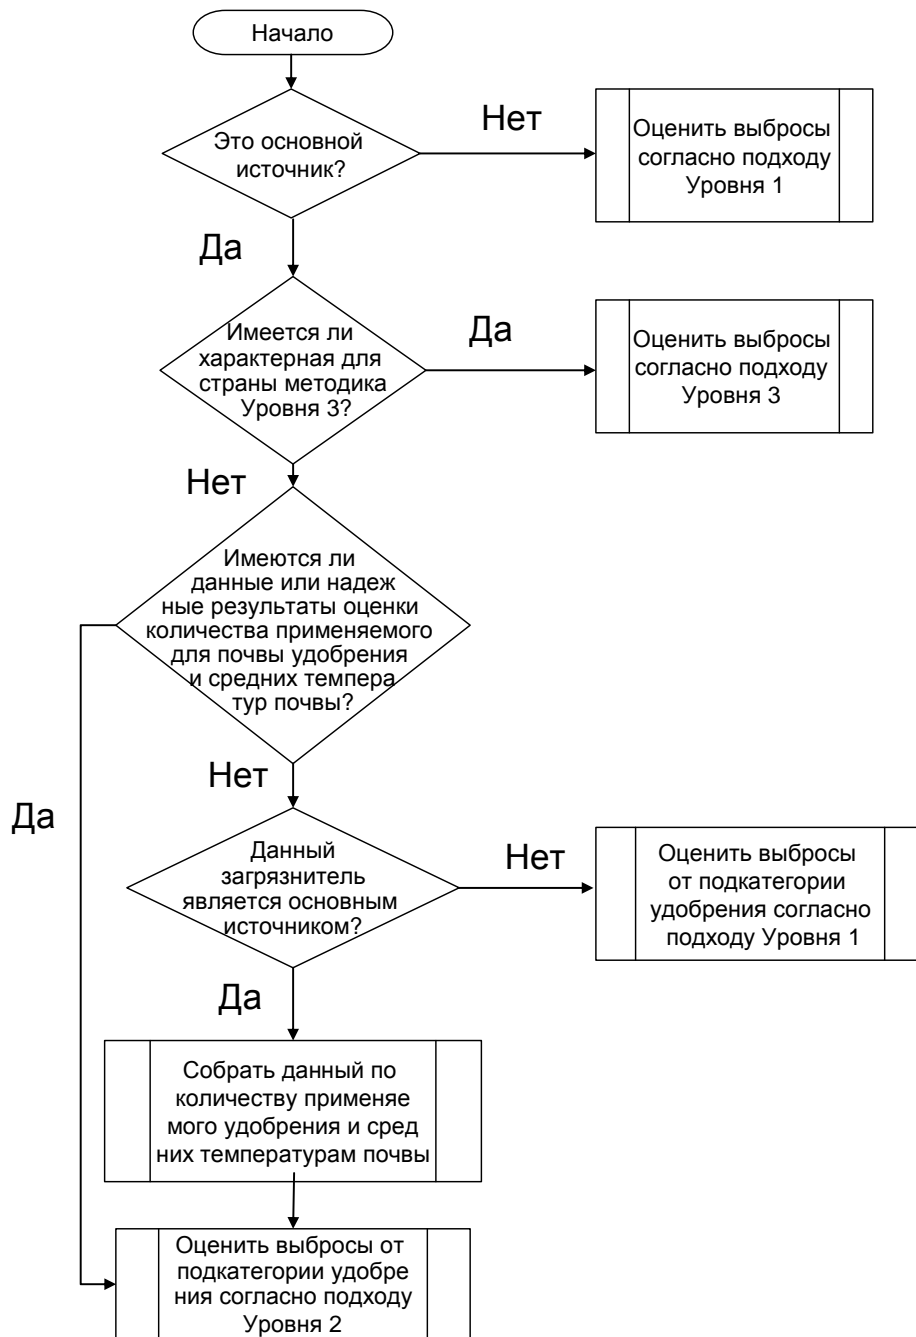 Начало
Это основной
источник?
Нет
Оценить выбросы
согласно подходу
Уровня 1
Да
Имеется ли
характерная для
страны методика
Уровня 3?
Да
Оценить выбросы
согласно подходу
Уровня 3
Нет
Имеются ли
данные или надеж
ные результаты оценки
количества применяемого
для почвы удобрения
и средних темпера
тур почвы?
Нет
Да
Данный
загрязнитель
является основным
источником?
Нет
Оценить выбросы
от подкатегории
удобрения согласно
подходу Уровня 1
Да
Собрать данный по
количеству применяе
мого удобрения и сред
них температурам почвы
Оценить выбросы от
подкатегории удобре
ния согласно подходу
Уровня 2